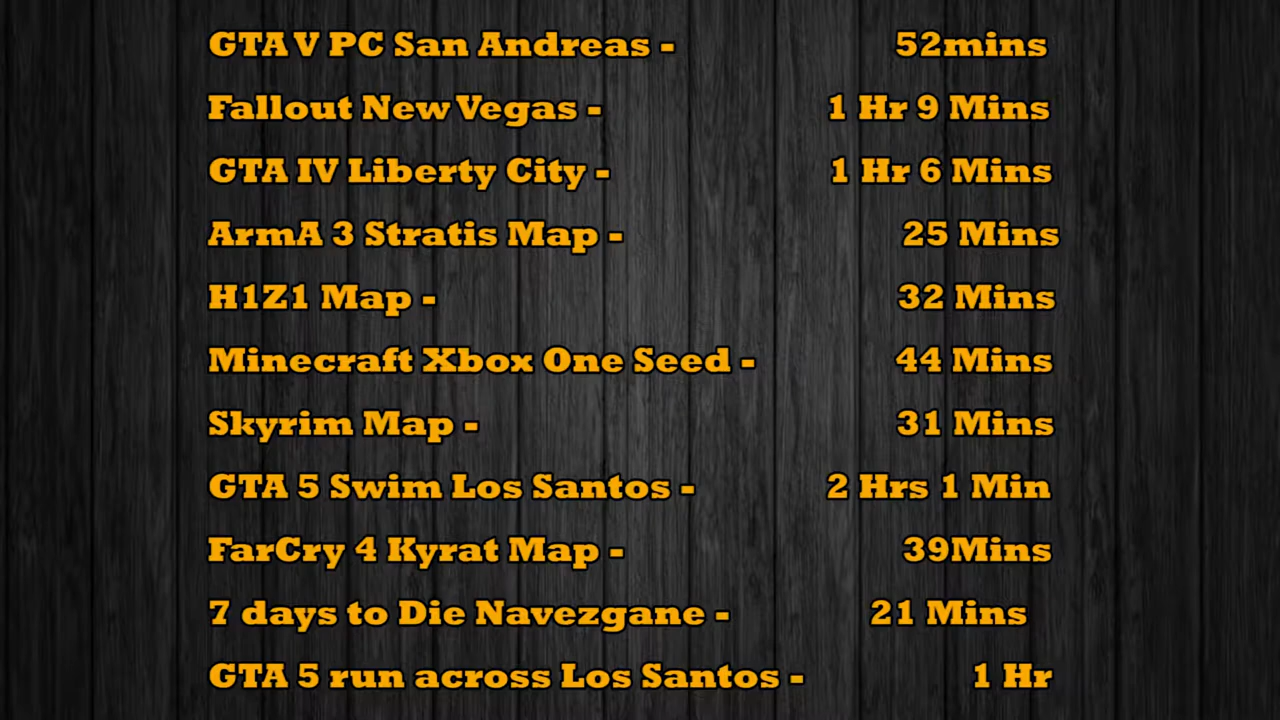 GTA V PC San Andreas - 52mins
Fallout New Vegas - 1 Hr 9 Mins
GTA IV Liberty City - 1 Hr 6 Mins
ArmA 3 Stratis Map - 25 Mins
H1Z1 Map - 32 Mins
Minecraft Xbox One Seed - 44 Mins
Skyrim Map - 31 Mins
GTA 5 Swim Los Santos - 2 Hrs 1 Min
FarCry 4 Kyrat Map - 39Mins
7 days to Die Navezgane - 21 Mins
GTA 5 run across Los Santos - 1 Hr